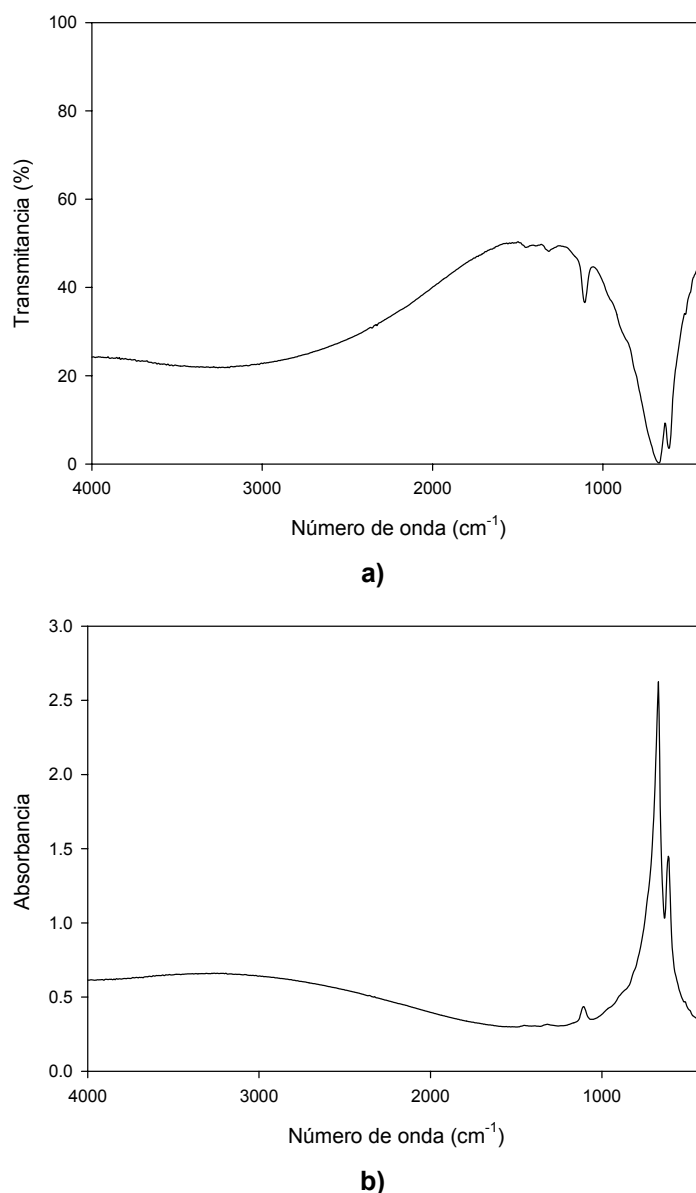 100
80
60
40
20
0
Transmitancia (%)
4000 3000 2000 1000
Número de onda (cm-1)
a)
3.0
2.5
2.0
1.5
1.0
0.5
0.0
Absorbancia
4000 3000 2000 1000
Número de onda (cm-1)
b)